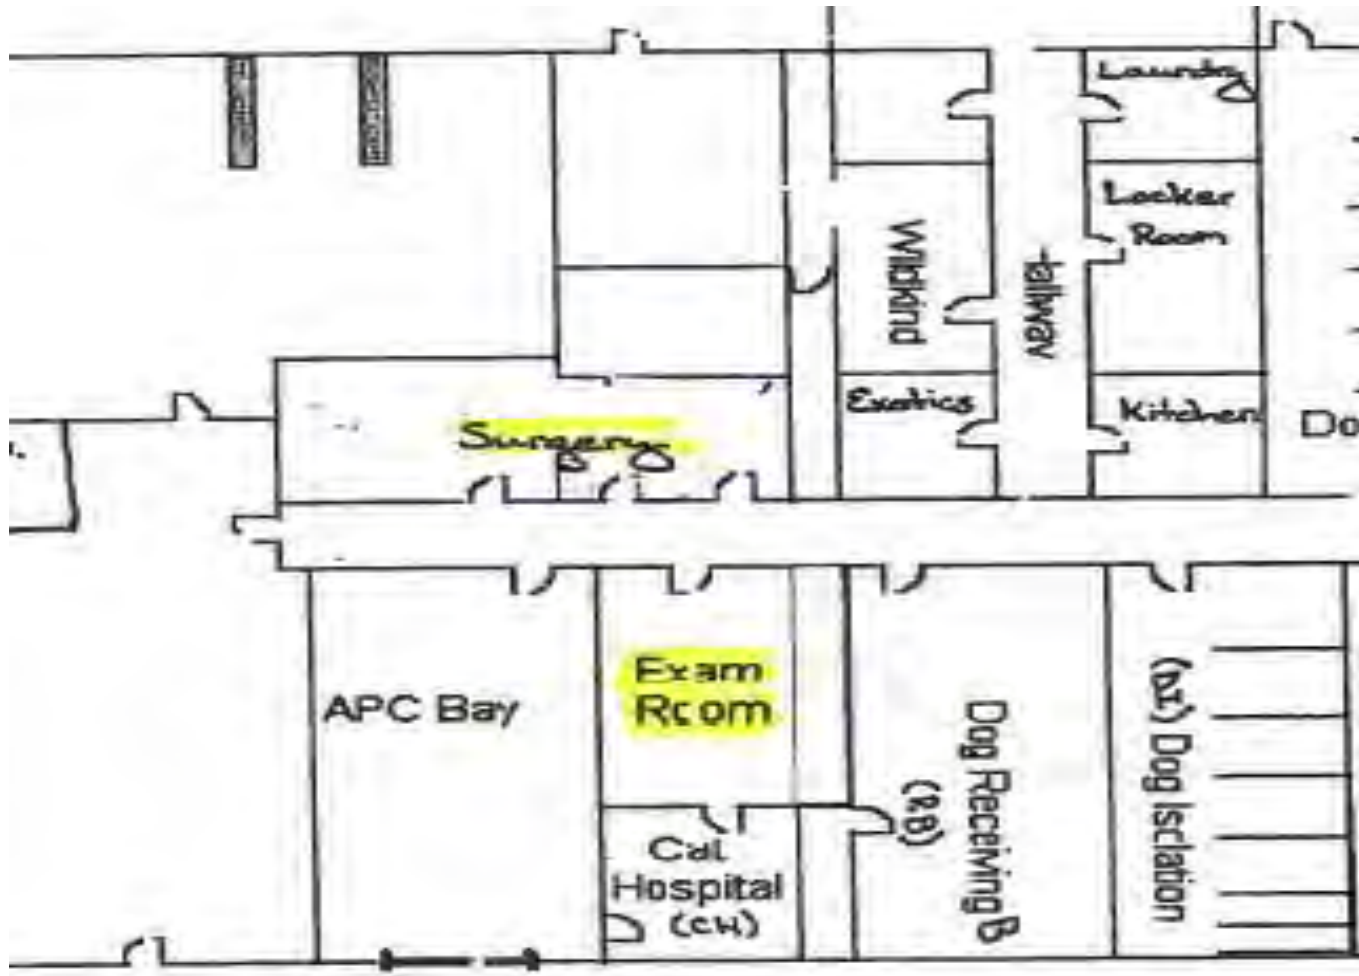 Laundry
Locker
Room
Wildkind
Hallway
Exotics
Kitchen
Do
Surgery
Exam
Room
APC Bay
Dog Receiving B
(RB)
(DI) Dog Isolation
Cat
Hospital
(CH)